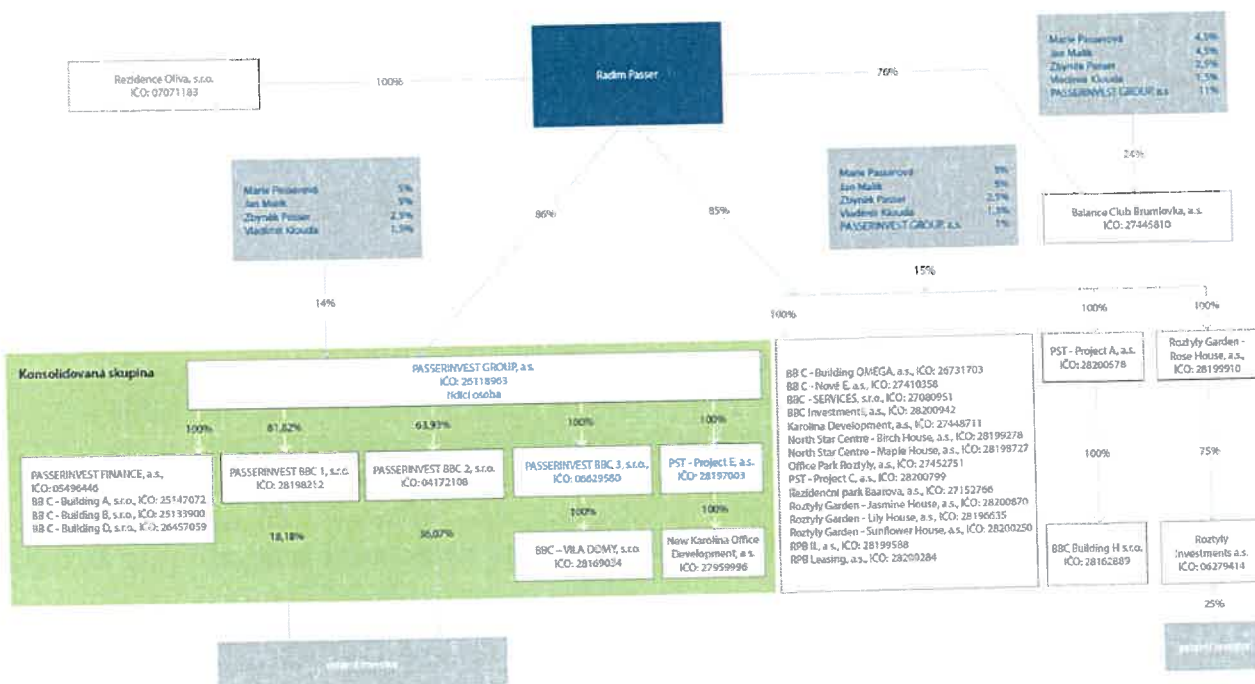 Rezidence Oliva, s.r.o.
IČO: 07071183
100%
Radim Passer
76%
Marie Passerová 4,5%
Jan Malík 4,5%
Zbyněk Passer 2,5%
Vladimír Klouda 1,5%
PASSERINVEST GROUP, a.s. 11%
24%
Balance Club Brumlovka, a.s.
IČO: 27445810
Marie Passerová 5%
Jan Malík 5%
Zbyněk Passer 2,5%
Vladimír Klouda 1,5%
86%
85%
Marie Passerová 5%
Jan Malík 5%
Zbyněk Passer 2,5%
Vladimír Klouda 1,5%
PASSERINVEST GROUP, a.s. 1%
15%
14%
100%
100%
100%
Konsolidovaná skupina
PASSERINVEST GROUP, a.s.
IČO: 26118963
řídící osoba
100%
81,82%
63,93%
100%
100%
PASSERINVEST FINANCE, a.s.,
IČO: 05496446
BB C - Building A, s.r.o., IČO: 25147072
BB C - Building B, s.r.o., IČO: 25133900
BB C - Building D, s.r.o., IČO: 26457059
PASSERINVEST BBC 1, s.r.o.
IČO: 28198212
18,18%
PASSERINVEST BBC 2, s.r.o.
IČO: 04172108
36,07%
PASSERINVEST BBC 3, s.r.o.,
IČO: 06629560
100%
BBC – VILA DOMY, s.r.o.
IČO: 28169034
PST - Project E, a.s.
IČO: 28197003
100%
New Karolina Office
Development, a.s.
IČO: 27959996
BB C - Building OMEGA, a.s., IČO: 26731703
BB C - Nové E, a.s., IČO: 27410358
BBC - SERVICES, s.r.o., IČO: 27080951
BBC Investmenti, a.s., IČO: 28200942
Karolina Development, a.s., IČO: 27448711
North Star Centre - Birch House, a.s., IČO: 28199278
North Star Centre - Maple House, a.s., IČO: 28198727
Office Park Roztyly, a.s., IČO: 27452751
PST - Project C, a.s., IČO: 28200799
Rezidenční park Baarova, a.s., IČO: 27152766
Roztyly Garden - Jasmine House, a.s., IČO: 28200870
Roztyly Garden - Lily House, a.s., IČO: 28196635
Roztyly Garden - Sunflower House, a.s., IČO: 28200250
RPB II., a.s., IČO: 28199588
RPB Leasing, a.s., IČO: 28200284
PST - Project A, a.s.
IČO: 28200578
100%
BBC Building H s.r.o.
IČO: 28162889
Roztyly Garden -
Rose House, a.s.,
IČO: 28199910
75%
Roztyly
Investments a.s.
IČO: 06279414
25%